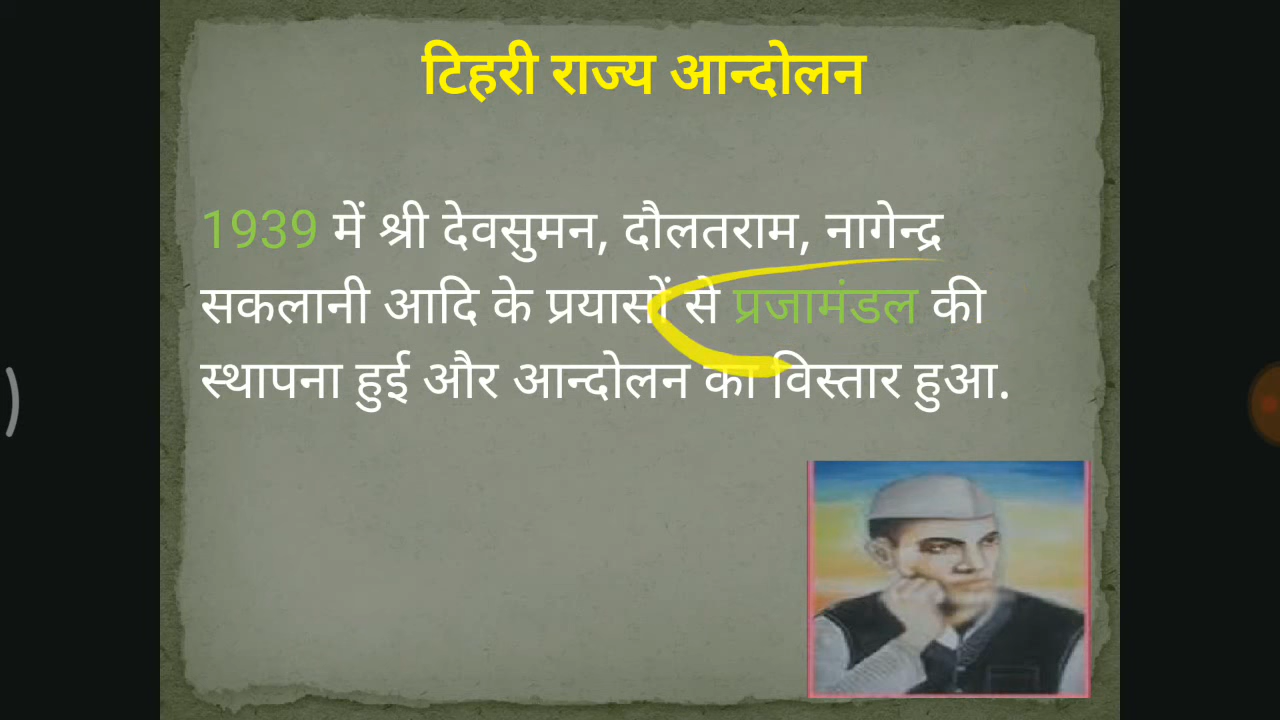 टिहरी राज्य आन्दोलन
1939 में श्री देवसुमन, दौलतराम, नागेन्द्र
सकलानी आदि के प्रयासों से प्रजामंडल की
स्थापना हुई और आन्दोलन का विस्तार हुआ.